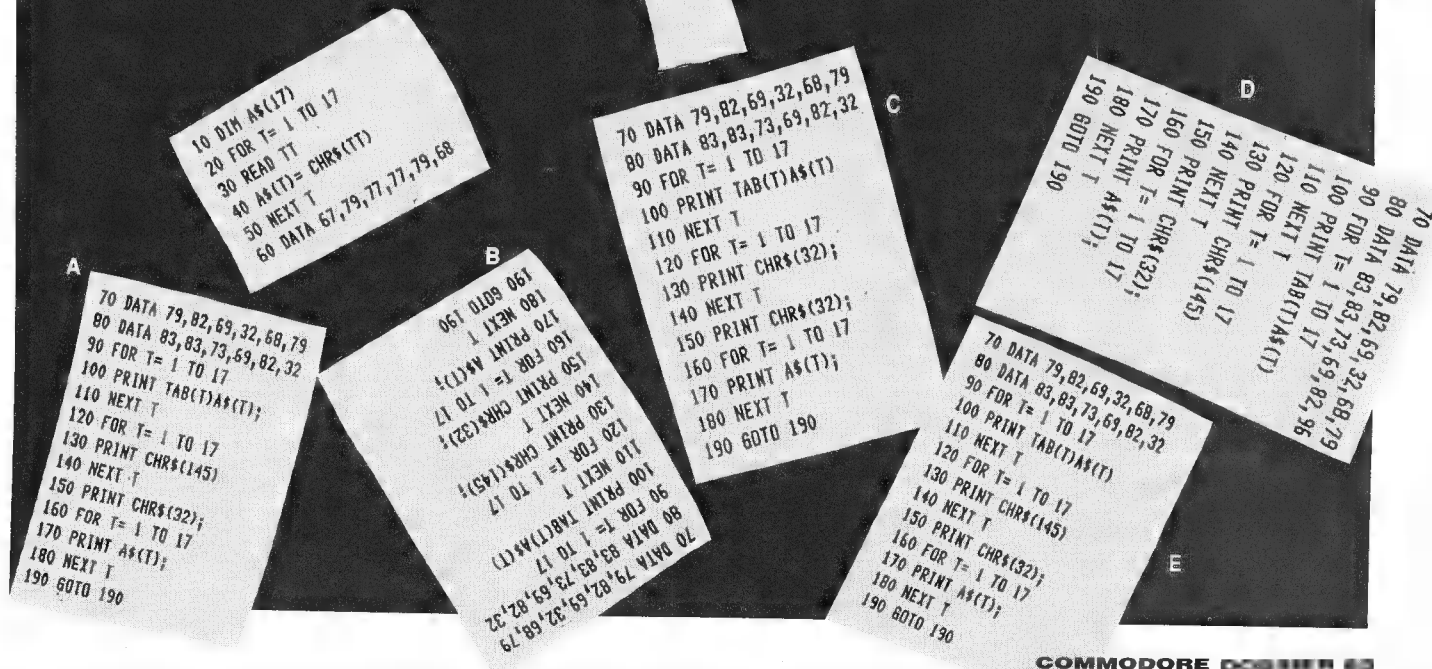 10 DIM A$(17)
20 FOR T= 1 TO 17
30 READ TT
40 A$(T)= CHR$(TT)
50 NEXT T
60 DATA 67,79,77,77,79,68
A
70 DATA 79,82,69,32,68,79
80 DATA 83,83,73,69,82,32
90 FOR T= 1 TO 17
100 PRINT TAB(T)A$(T);
110 NEXT T
120 FOR T= 1 TO 17
130 PRINT CHR$(145)
140 NEXT T
150 PRINT CHR$(32);
160 FOR T= 1 TO 17
170 PRINT A$(T);
180 NEXT T
190 GOTO 190
B
70 DATA 79,82,69,32,68,79
80 DATA 83,83,73,69,82,32
90 FOR T= 1 TO 17
100 PRINT TAB(T)A$(T)
110 NEXT T
120 FOR T= 1 TO 17
130 PRINT CHR$(145);
140 NEXT T
150 PRINT CHR$(32);
160 FOR T= 1 TO 17
170 PRINT A$(T);
180 NEXT T
190 GOTO 190
C
70 DATA 79,82,69,32,68,79
80 DATA 83,83,73,69,82,32
90 FOR T= 1 TO 17
100 PRINT TAB(T)A$(T)
110 NEXT T
120 FOR T= 1 TO 17
130 PRINT CHR$(32);
140 NEXT T
150 PRINT CHR$(32);
160 FOR T= 1 TO 17
170 PRINT A$(T);
180 NEXT T
190 GOTO 190
D
70 DATA 79,82,69,32,68,79
80 DATA 83,83,73,69,82,96
90 FOR T= 1 TO 17
100 PRINT TAB(T)A$(T)
110 NEXT T
120 FOR T= 1 TO 17
130 PRINT CHR$(145)
140 NEXT T
150 PRINT CHR$(32);
160 FOR T= 1 TO 17
170 PRINT A$(T);
180 NEXT T
190 GOTO 190
E
70 DATA 79,82,69,32,68,79
80 DATA 83,83,73,69,82,32
90 FOR T= 1 TO 17
100 PRINT TAB(T)A$(T)
110 NEXT T
120 FOR T= 1 TO 17
130 PRINT CHR$(145)
140 NEXT T
150 PRINT CHR$(32);
160 FOR T= 1 TO 17
170 PRINT A$(T);
180 NEXT T
190 GOTO 190
COMMODORE